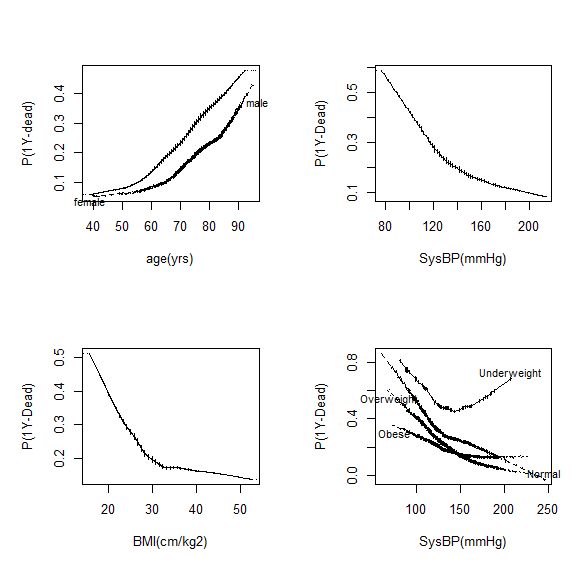 P(1Y-dead)
0.4
0.3
0.2
0.1
male
female
40 50 60 70 80 90
age(yrs)
P(1Y-Dead)
0.5
0.3
0.1
80 120 160 200
SysBP(mmHg)
P(1Y-Dead)
0.5
0.4
0.3
0.2
20 30 40 50
BMI(cm/kg2)
P(1Y-Dead)
0.8
0.4
0.0
Underweight
Overweight
Obese
Normal
100 150 200 250
SysBP(mmHg)